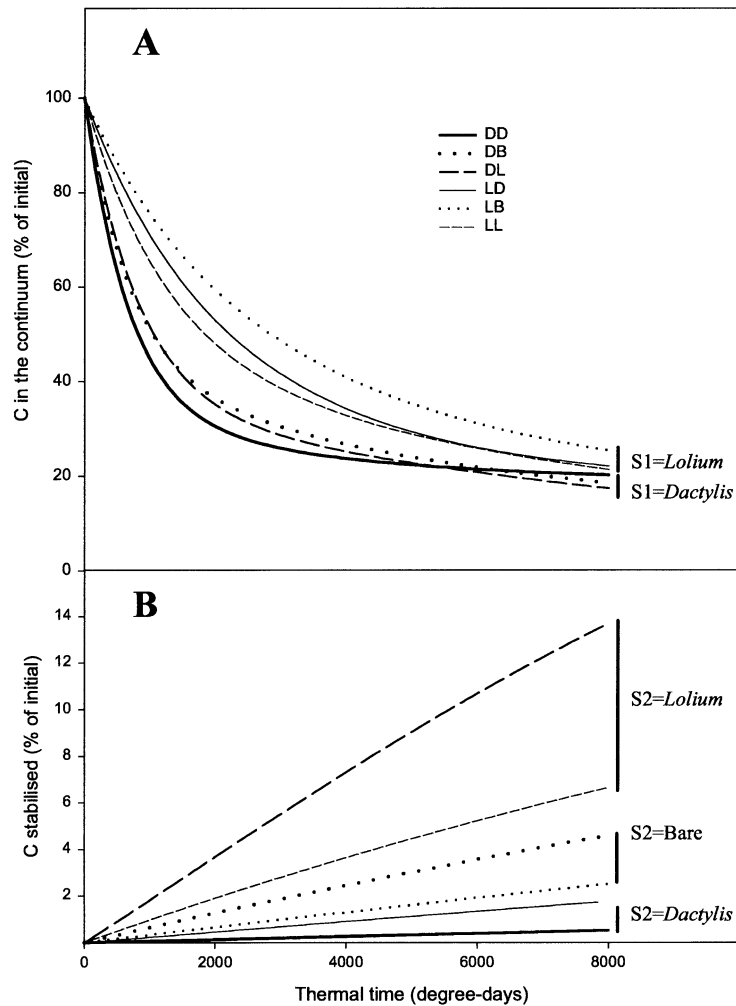 A
100
80
60
40
20
0
C in the continuum (% of initial)
DD
DB
DL
LD
LB
LL
S1=Lolium
S1=Dactylis
B
14
12
10
8
6
4
2
0
C stabilised (% of initial)
S2=Lolium
S2=Bare
S2=Dactylis
0 2000 4000 6000 8000
Thermal time (degree-days)